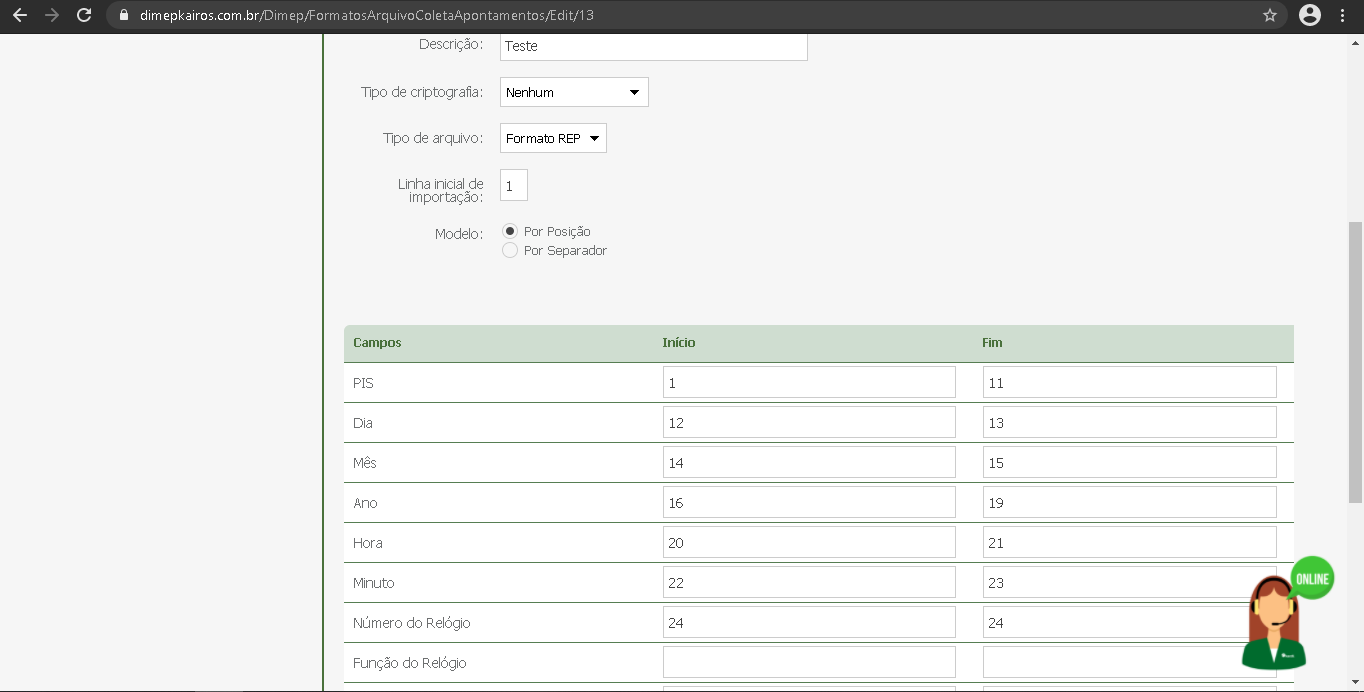 dimepkairos.com.br/Dimep/FormatosArquivoColetaApontamentos/Edit/13
Descrição: Teste
Tipo de criptografia: Nenhum
Tipo de arquivo: Formato REP
Linha inicial de
importação: 1
Modelo: Por Posição
Por Separador
Campos Início Fim
PIS 1 11
Dia 12 13
Mês 14 15
Ano 16 19
Hora 20 21
Minuto 22 23
ONLINE
Número do Relógio 24 24
Função do Relógio